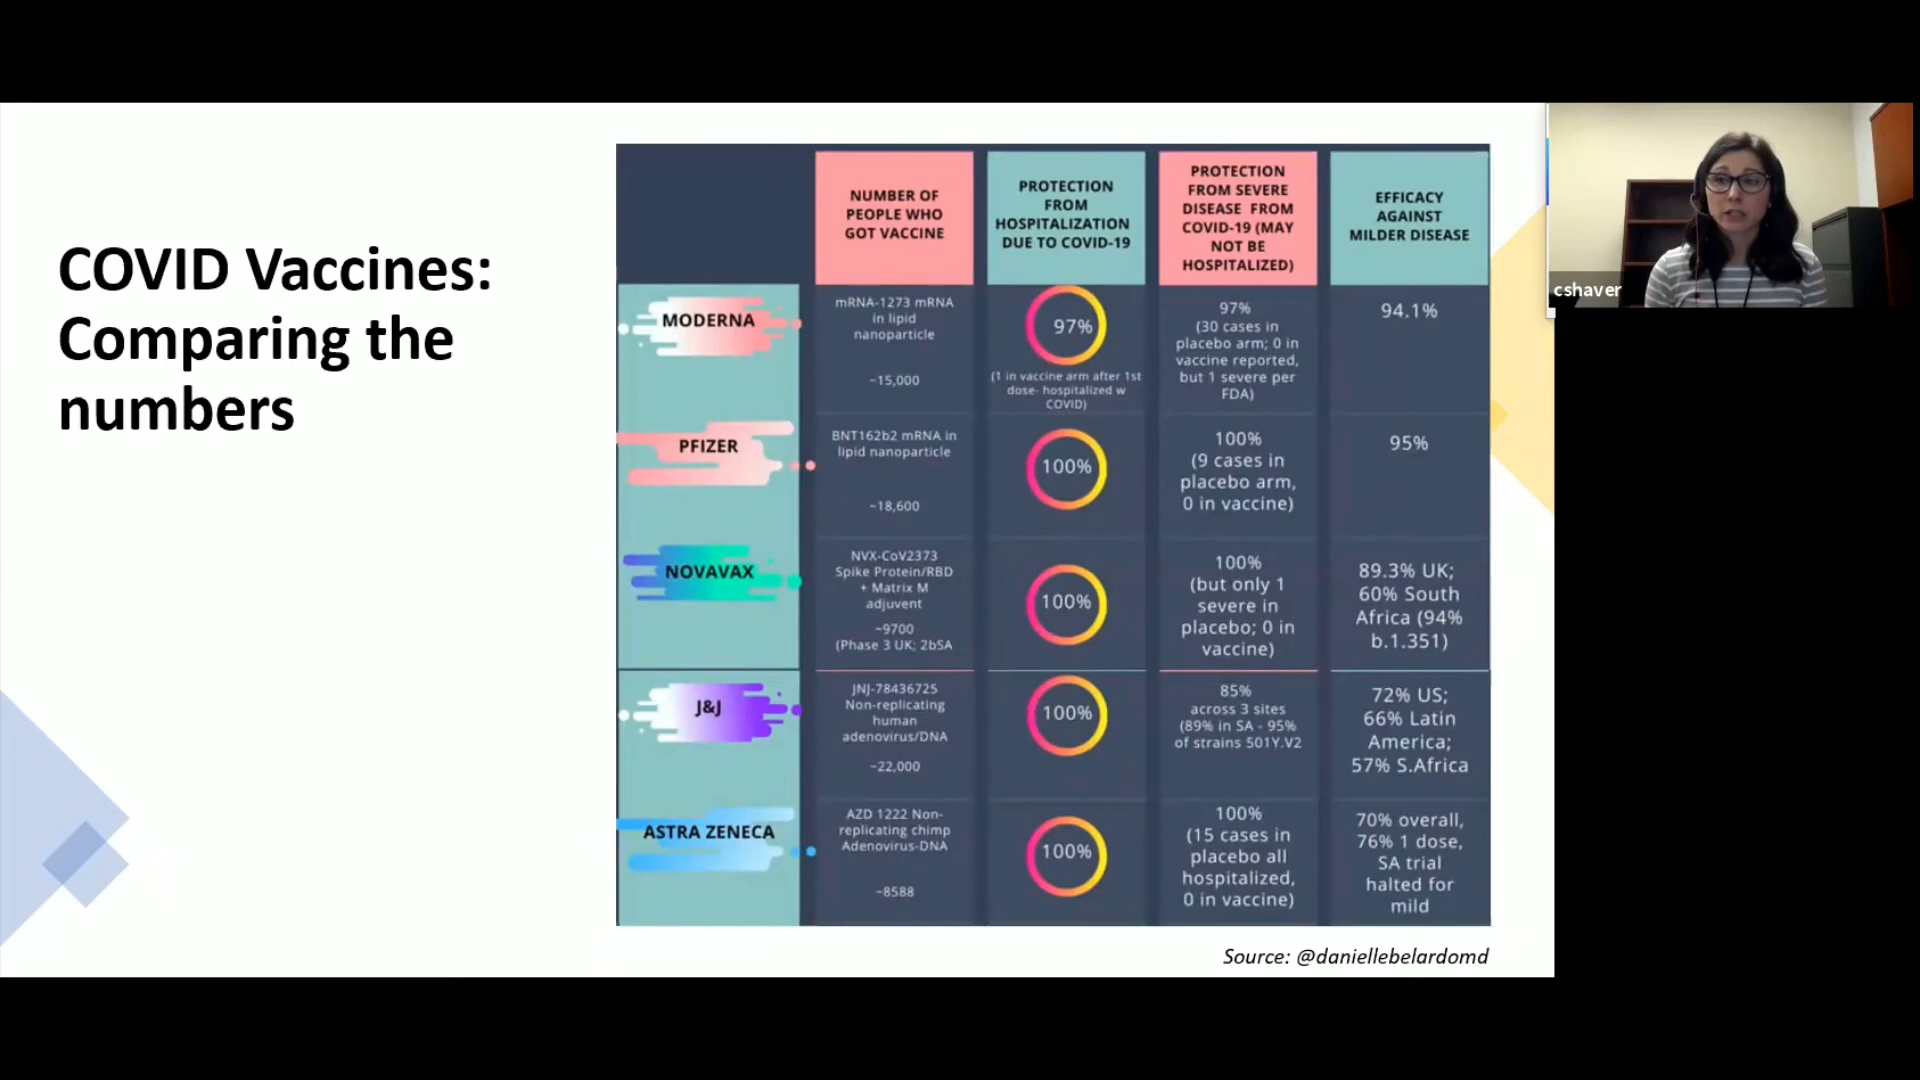 COVID Vaccines:
Comparing the
numbers
NUMBER OF
PEOPLE WHO
GOT VACCINE
PROTECTION
FROM
HOSPITALIZATION
DUE TO COVID-19
PROTECTION
FROM SEVERE
DISEASE FROM
COVID-19 (MAY
NOT BE
HOSPITALIZED)
EFFICACY
AGAINST
MILDER DISEASE
MODERNA
mRNA-1273 mRNA
in lipid
nanoparticle
~15,000
97%
(1 in vaccine arm after 1st
dose- hospitalized w
COVID)
97%
(30 cases in
placebo arm; 0 in
vaccine reported,
but 1 severe per
FDA)
94.1%
PFIZER
BNT162b2 mRNA in
lipid nanoparticle
~18,600
100%
100%
(9 cases in
placebo arm,
0 in vaccine)
95%
NOVAVAX
NVX-CoV2373
Spike Protein/RBD
+ Matrix M
adjuvent
~9700
(Phase 3 UK; 2bSA
100%
100%
(but only 1
severe in
placebo; 0 in
vaccine)
89.3% UK;
60% South
Africa (94%
b.1.351)
J&J
JNJ-78436725
Non-replicating
human
adenovirus/DNA
~22,000
100%
85%
across 3 sites
(89% in SA - 95%
of strains 501Y.V2
72% US;
66% Latin
America;
57% S.Africa
ASTRA ZENECA
AZD 1222 Non-
replicating chimp
Adenovirus-DNA
~8588
100%
100%
(15 cases in
placebo all
hospitalized,
0 in vaccine)
70% overall,
76% 1 dose,
SA trial
halted for
mild
Source: @daniellebelardomd
cshaver